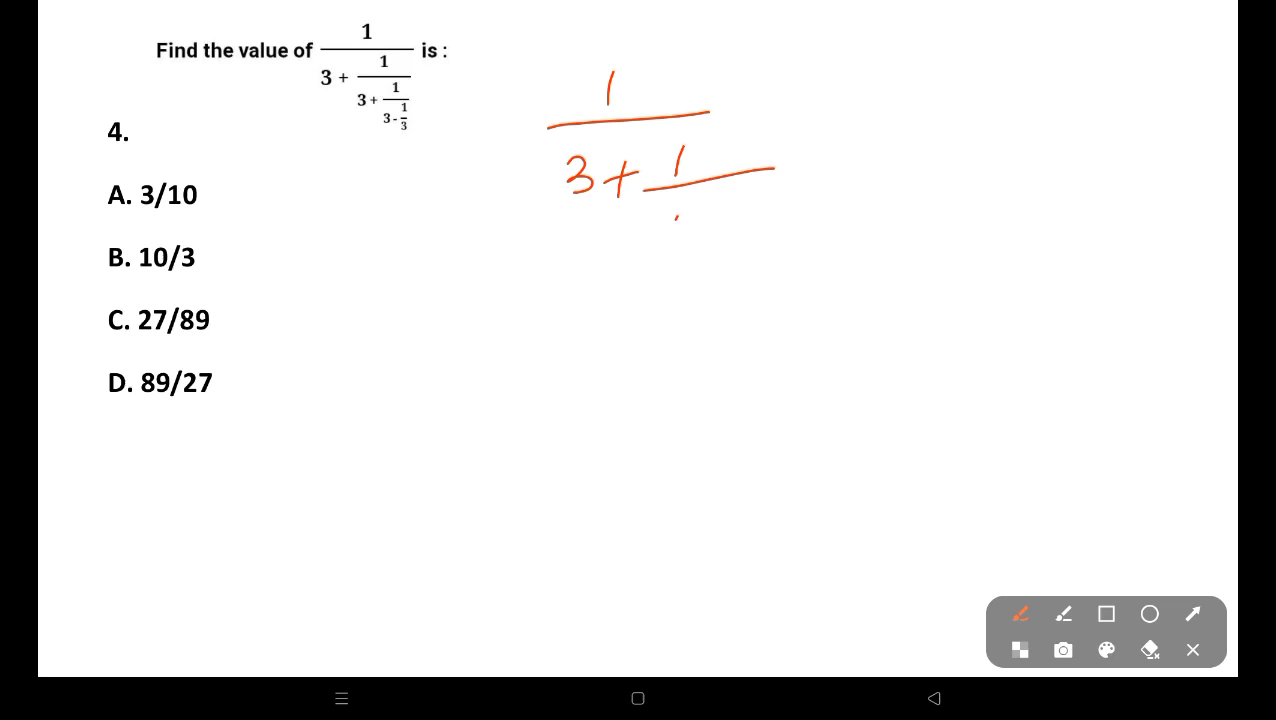 Find the value of 1 / (3 + 1 / (3 + 1 / (3 - 1/3))) is :
4.
A. 3/10
B. 10/3
C. 27/89
D. 89/27
1
3 + 1